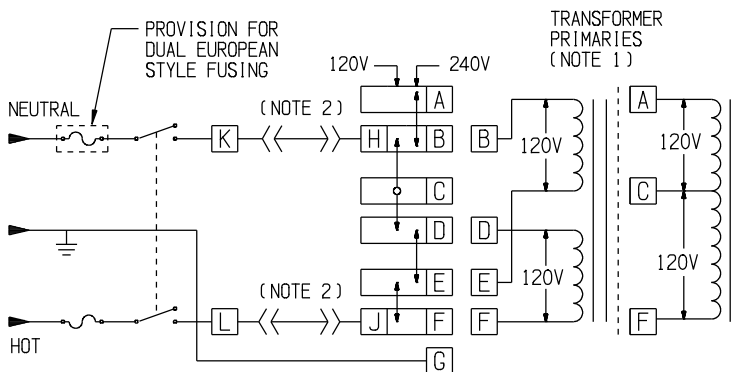 PROVISION FOR
DUAL EUROPEAN
STYLE FUSING
TRANSFORMER
PRIMARIES
(NOTE 1)
120V
240V
NEUTRAL
(NOTE 2)
A
A
K
H
B
B
120V
120V
C
C
D
D
(NOTE 2)
E
E
120V
120V
L
J
F
F
F
HOT
G